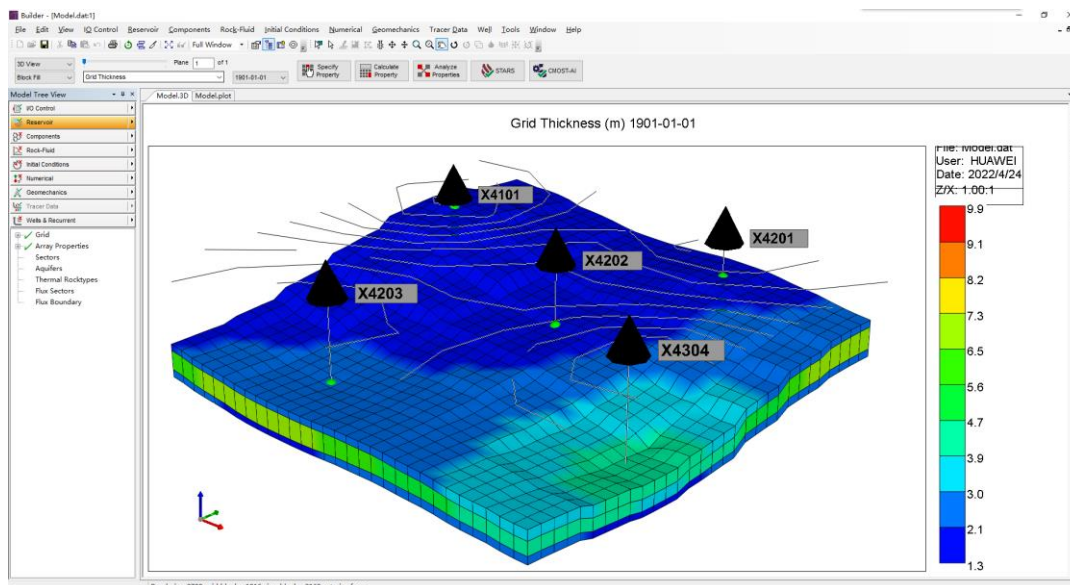 Builder - [Model.dat:1]
File Edit View IO Control Reservoir Components Rock-Fluid Initial Conditions Numerical Geomechanics Tracer Data Well Tools Window Help
Full Window
3D View Plane 1 of 1
Block Fill Grid Thickness 1901-01-01 Specify Property Calculate Property Analyze Properties STARS CMOST-AI
Model Tree View
Model.3D Model.plot
I/O Control
Reservoir
Components
Rock-Fluid
Initial Conditions
Numerical
Geomechanics
Tracer Data
Wells & Recurrent
Grid
Array Properties
Sectors
Aquifers
Thermal Rocktypes
Flux Sectors
Flux Boundary
Grid Thickness (m) 1901-01-01
File: Model.dat
User: HUAWEI
Date: 2022/4/24
Z/X: 1.00:1
X4101
X4201
X4202
X4203
X4304
9.9
9.1
8.2
7.3
6.5
5.6
4.7
3.9
3.0
2.1
1.3